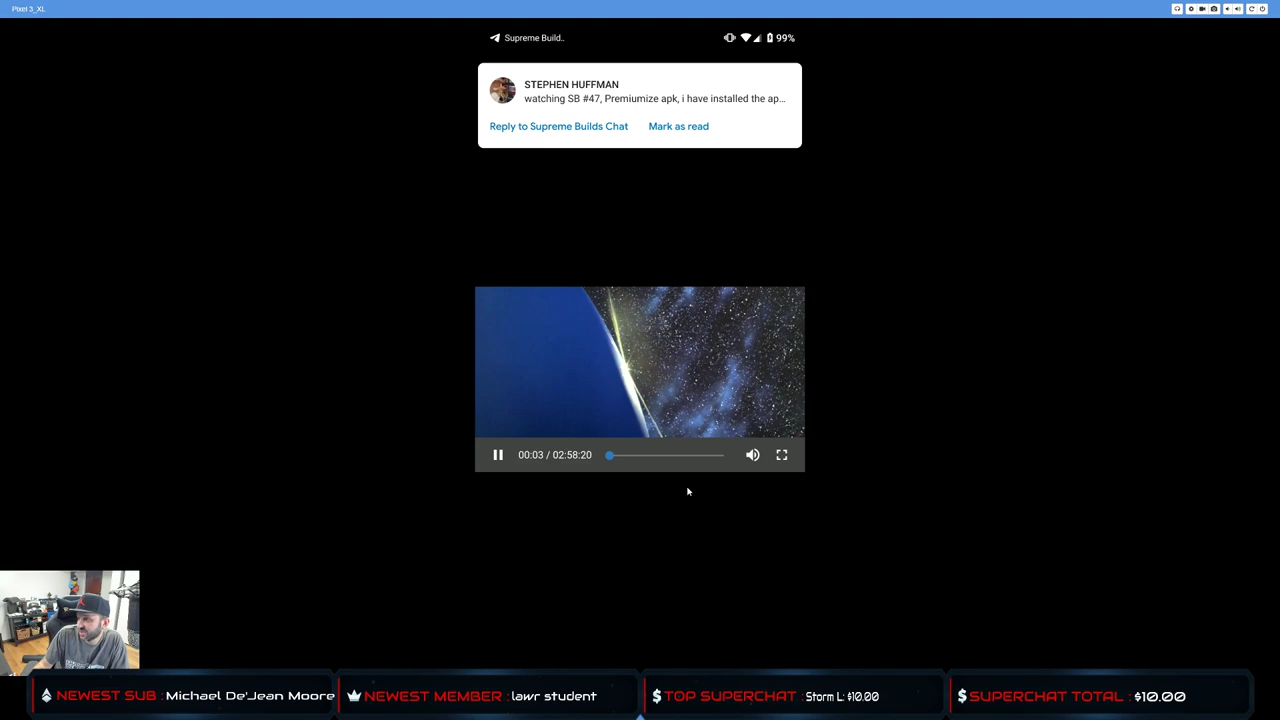 Pixel 3_XL
Supreme Build..
99%
STEPHEN HUFFMAN
watching SB #47, Premiumize apk, i have installed the ap...
Reply to Supreme Builds Chat
Mark as read
00:03 / 02:58:20
NEWEST SUB : Michael De'Jean Moore
NEWEST MEMBER : lawr student
$ TOP SUPERCHAT : Storm L: $10.00
$ SUPERCHAT TOTAL : $10.00